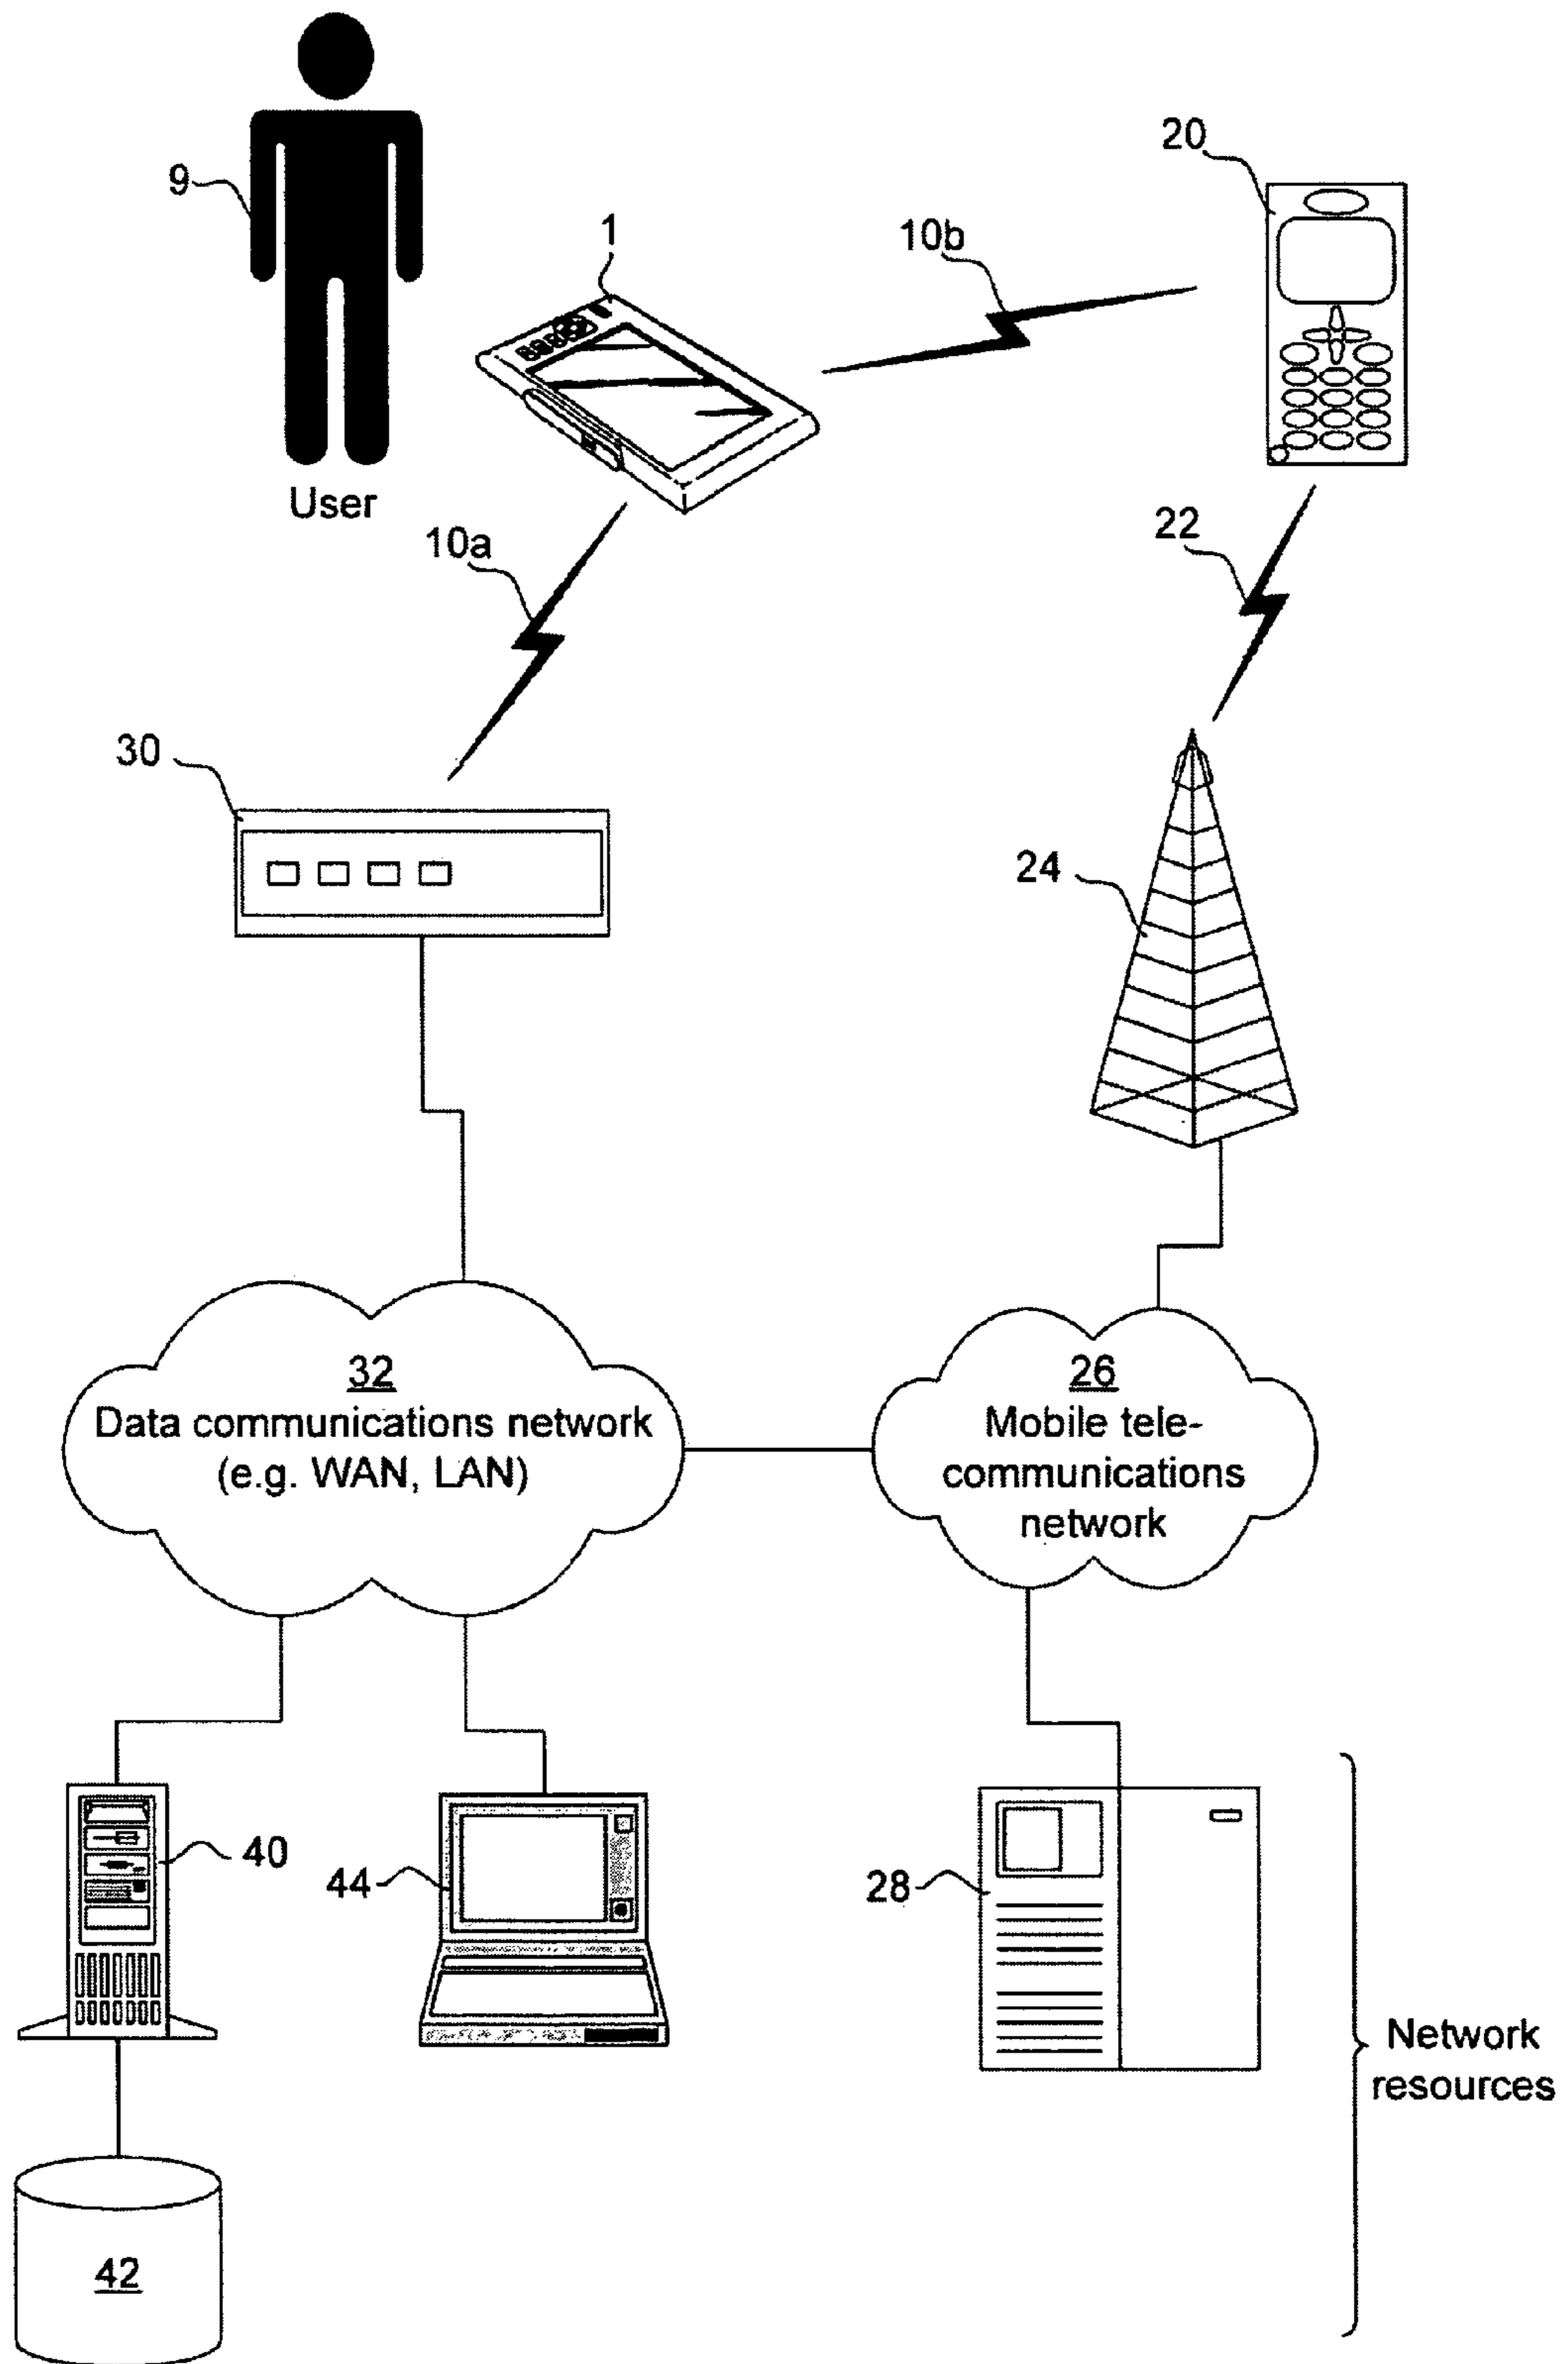 9
User
1
10b
20
10a
22
30
24
32
Data communications network
(e.g. WAN, LAN)
26
Mobile tele-
communications
network
40
44
28
Network
resources
42